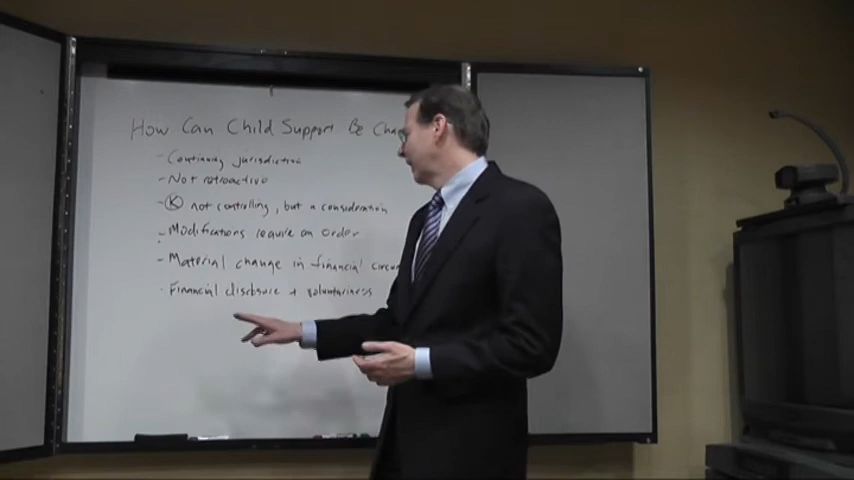 How Can Child Support Be Cha
- Continuing jurisdiction
- Not retroactive
- Ⓚ not controlling, but a consideration
- Modifications require an order
- Material change in financial circum
- Financial disclosure + voluntariness